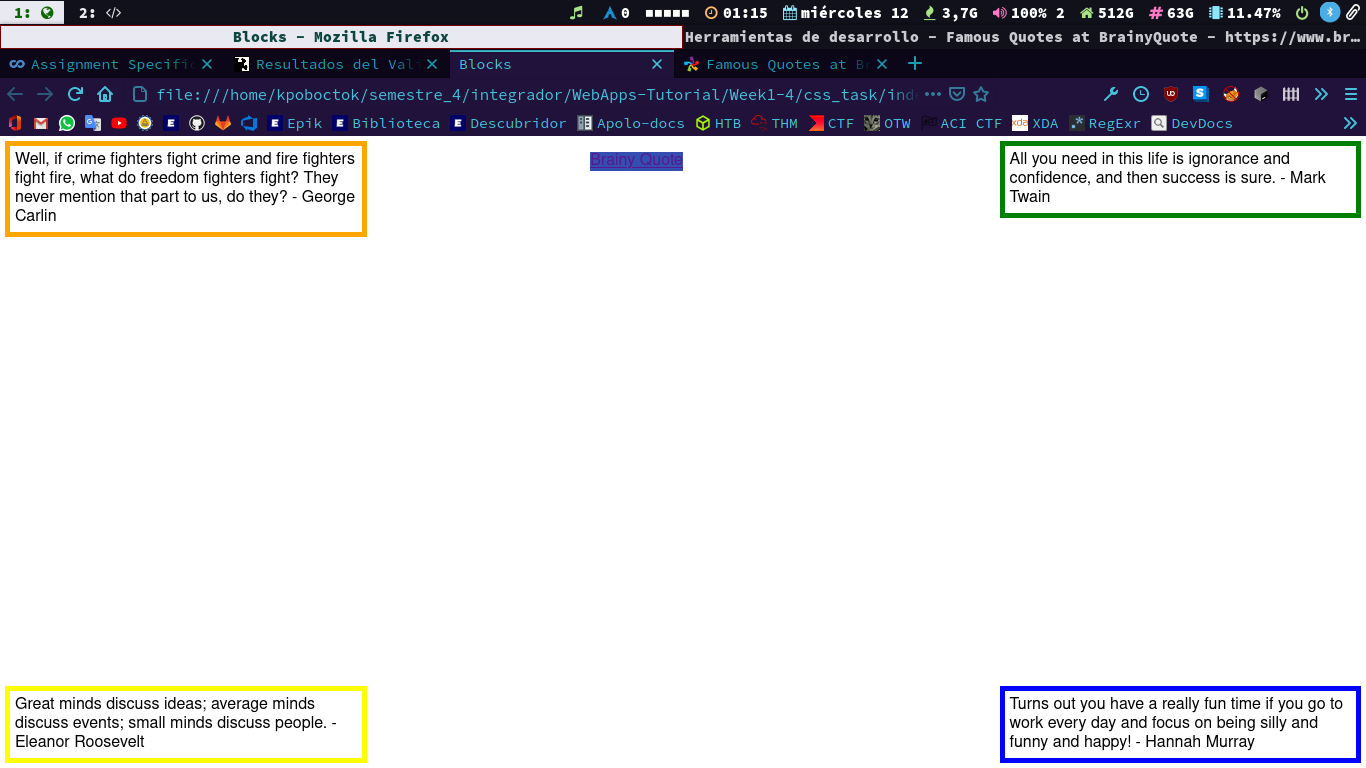 1: 2: </> 0 01:15 miércoles 12 3,7G 100% 2 512G 63G 11.47%
Blocks - Mozilla Firefox Herramientas de desarrollo - Famous Quotes at BrainyQuote - https://www.br…
Assignment Specific Resultados del Val Blocks Famous Quotes at Br
file:///home/kpoboctok/semestre_4/integrador/WebApps-Tutorial/Week1-4/css_task/ind
Epik Biblioteca Descubridor Apolo-docs HTB THM CTF OTW ACI CTF XDA RegExr DevDocs
Well, if crime fighters fight crime and fire fighters
fight fire, what do freedom fighters fight? They
never mention that part to us, do they? - George
Carlin
Brainy Quote
All you need in this life is ignorance and
confidence, and then success is sure. - Mark
Twain
Great minds discuss ideas; average minds
discuss events; small minds discuss people. -
Eleanor Roosevelt
Turns out you have a really fun time if you go to
work every day and focus on being silly and
funny and happy! - Hannah Murray